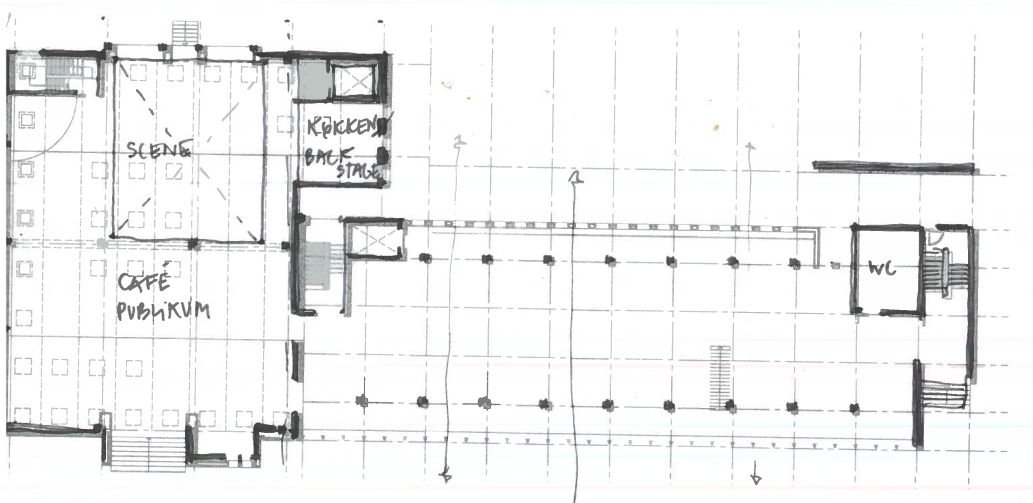 SCENE
KØKKEN
BACK
STAGE
CAFÉ
PUBLIKUM
WC